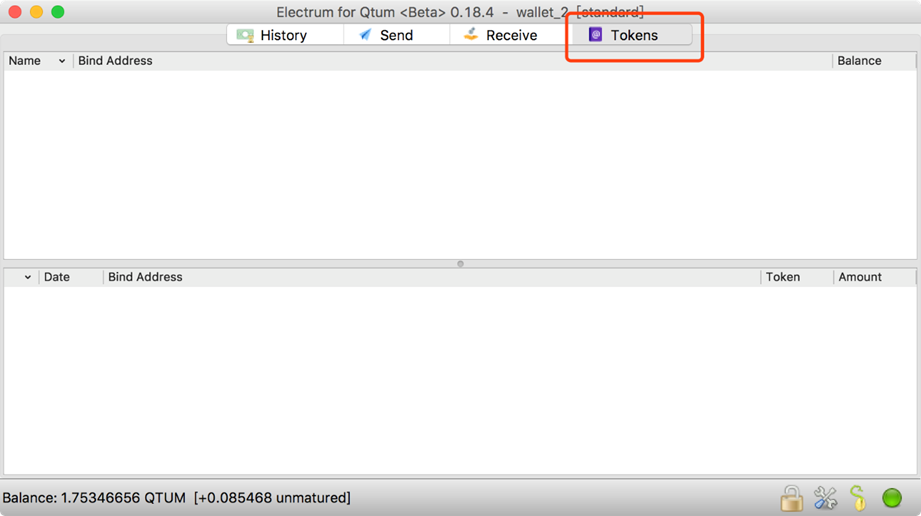 Electrum for Qtum <Beta> 0.18.4 - wallet_2 [standard]
History Send Receive @ Tokens
Name Bind Address Balance
Date Bind Address Token Amount
Balance: 1.75346656 QTUM [+0.085468 unmatured]